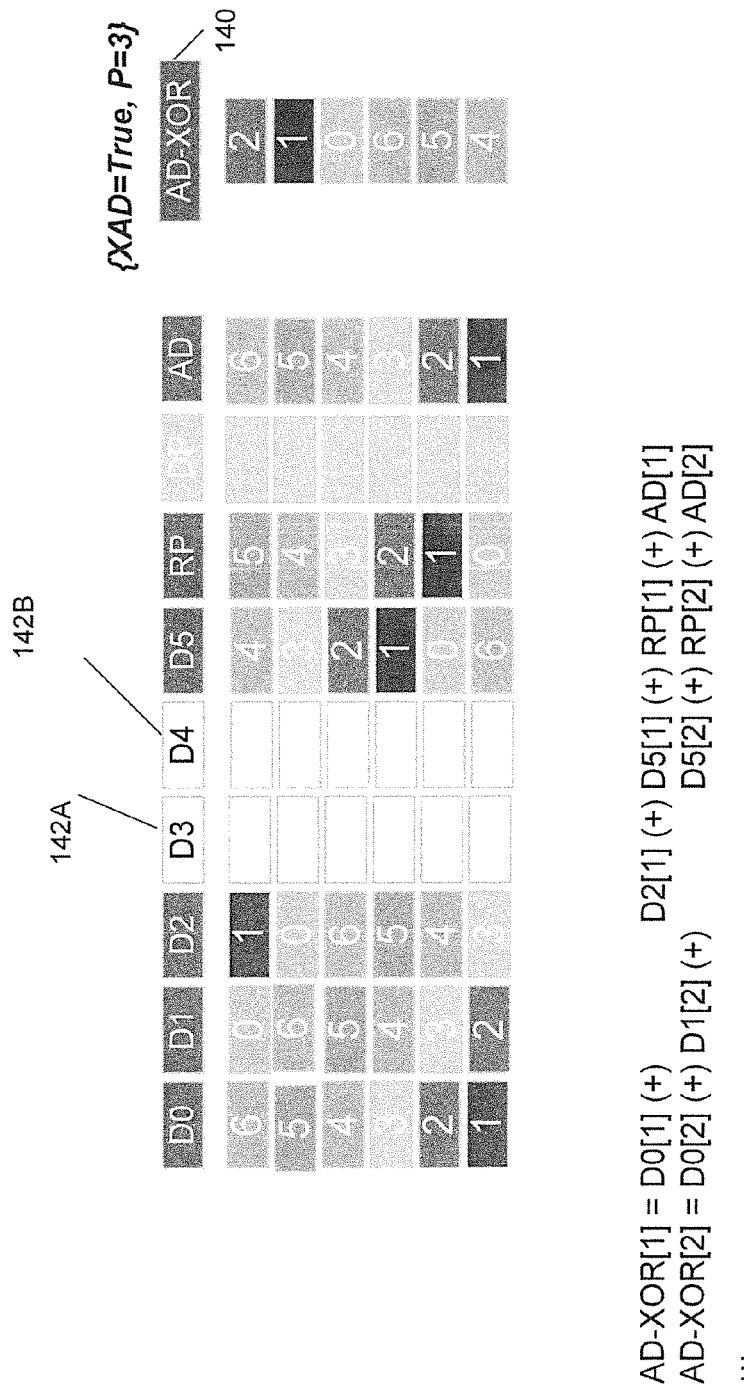 142B
142A
{XAD=True, P=3}
140
D0 D1 D2 D3 D4 D5 RP AD AD-XOR
6 0 1 4 5 6 2
5 6 0 3 4 5 1
4 5 6 2 3 4 0
3 4 5 1 2 3 6
2 3 4 0 1 2 5
1 2 3 6 0 1 4
AD-XOR[1] = D0[1] (+) D2[1] (+) D5[1] (+) RP[1] (+) AD[1]
AD-XOR[2] = D0[2] (+) D1[2] (+) D5[2] (+) RP[2] (+) AD[2]
...